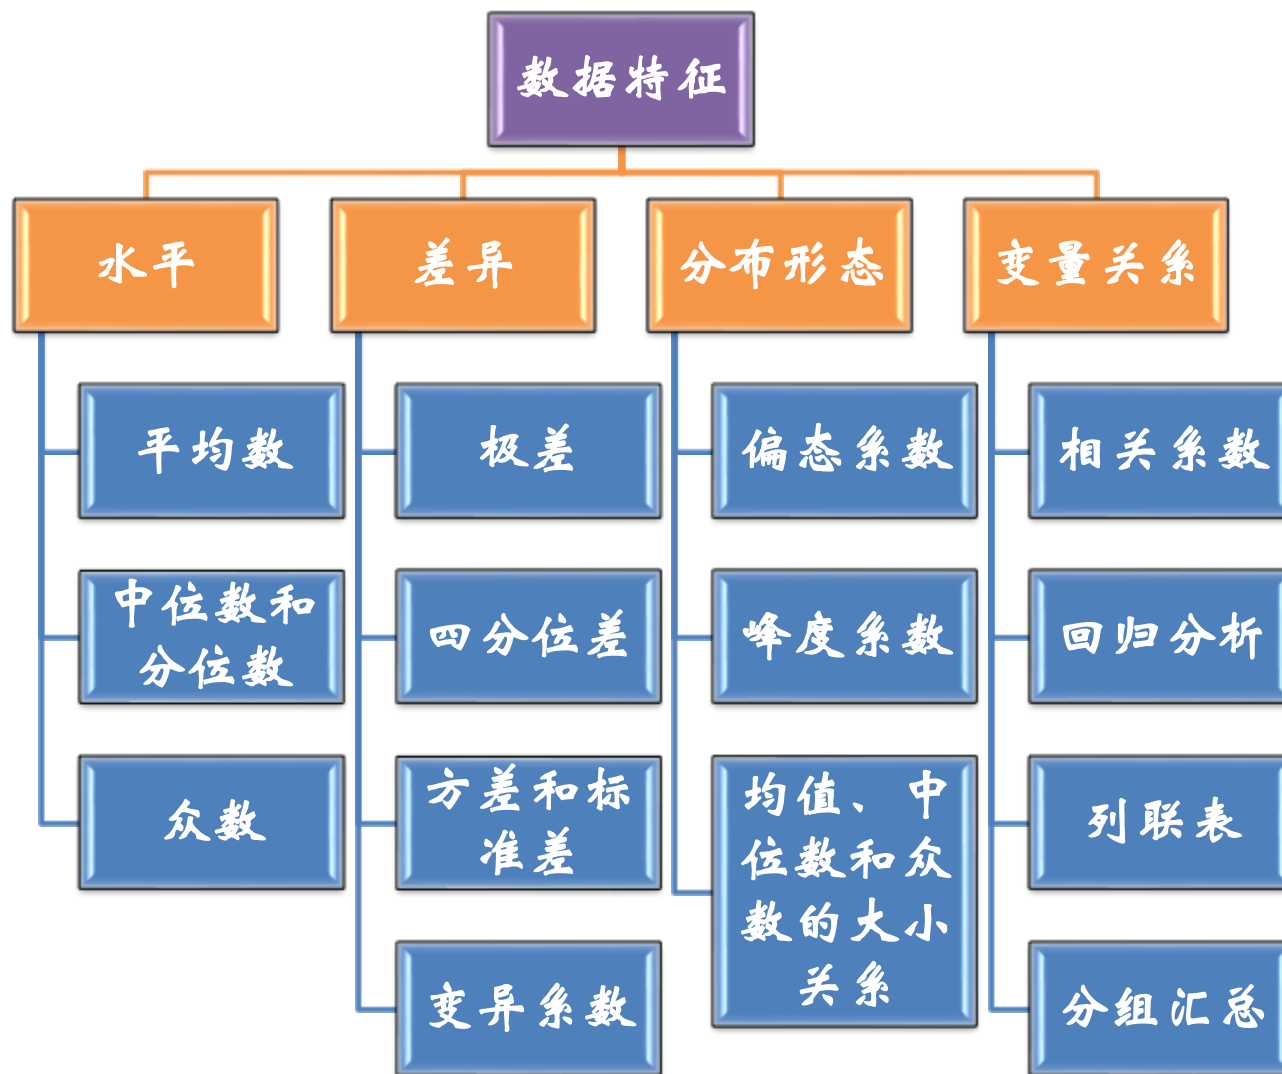 数据特征
水平
差异
分布形态
变量关系
平均数
极差
偏态系数
相关系数
中位数和
分位数
四分位差
峰度系数
回归分析
众数
方差和标
准差
均值、中
位数和众
数的大小
关系
列联表
变异系数
分组汇总